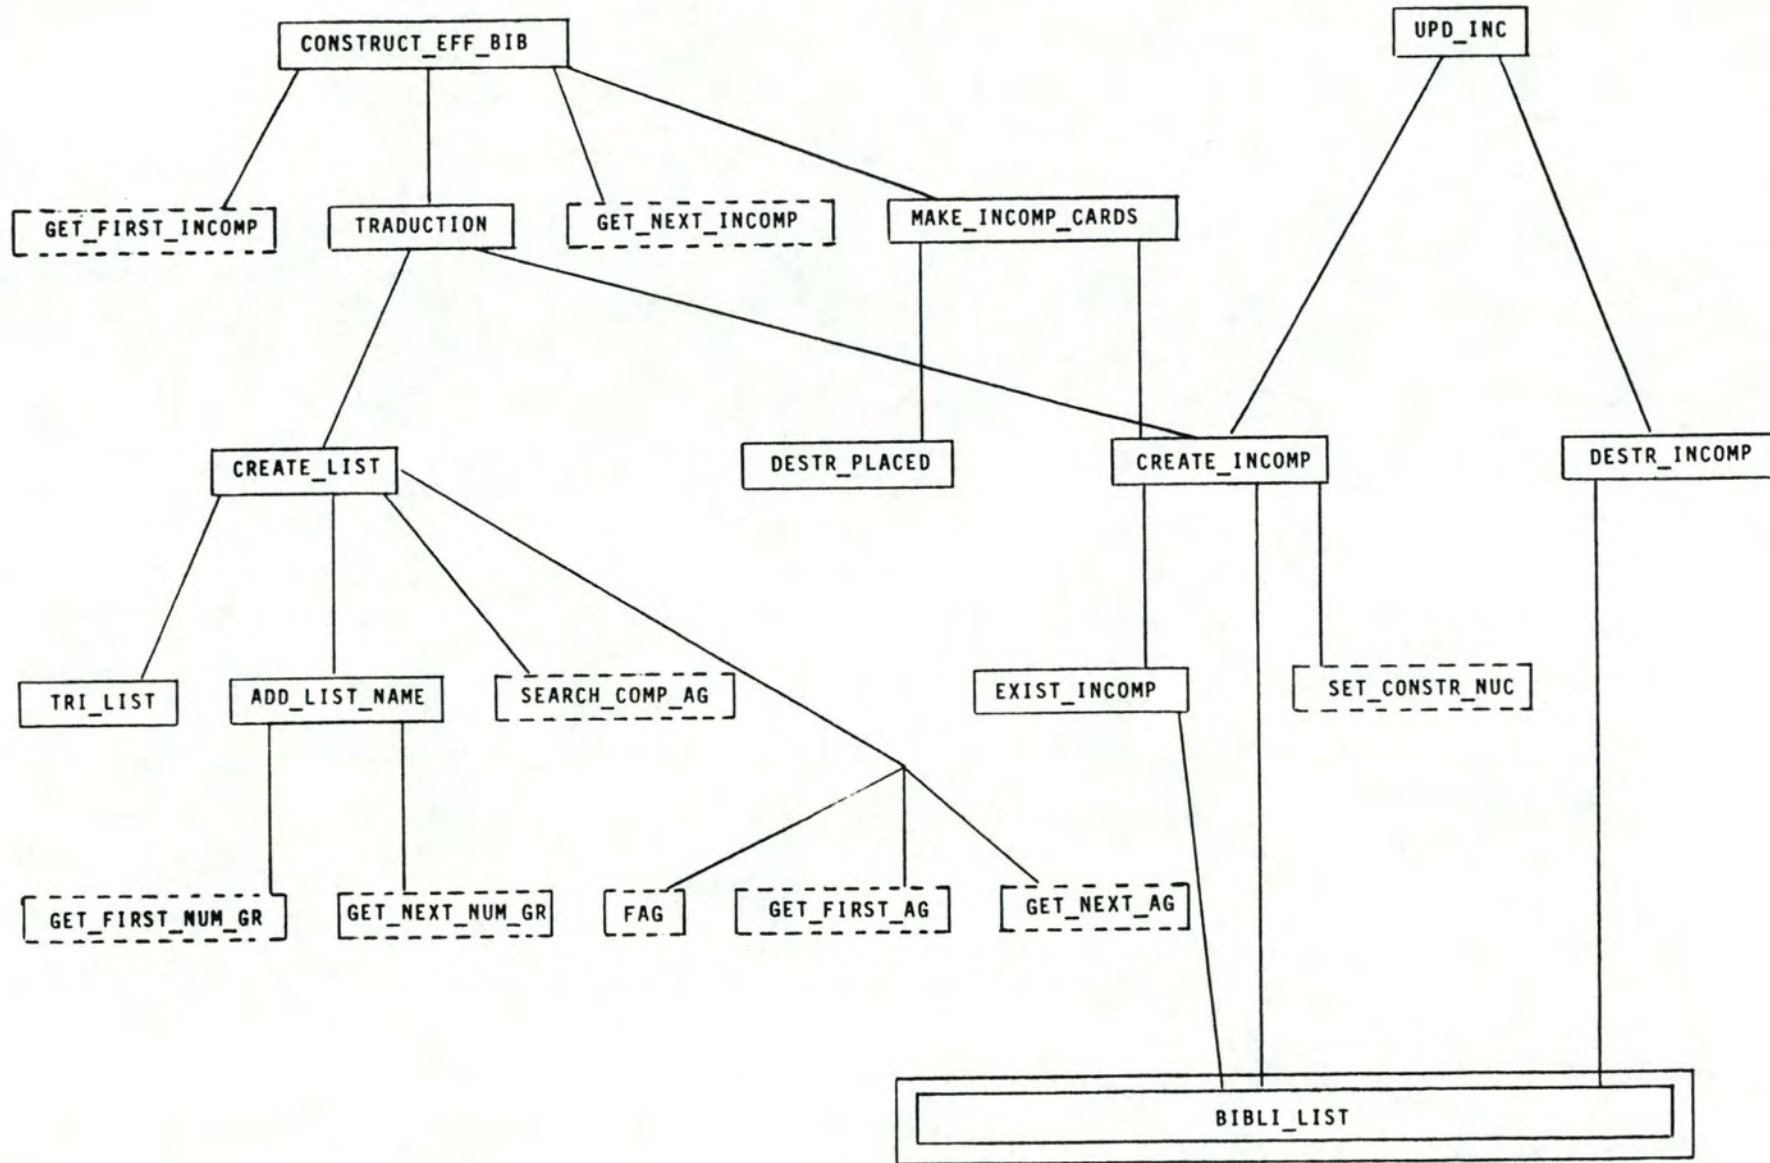 CONSTRUCT_EFF_BIB
UPD_INC
GET_FIRST_INCOMP
TRADUCTION
GET_NEXT_INCOMP
MAKE_INCOMP_CARDS
CREATE_LIST
DESTR_PLACED
CREATE_INCOMP
DESTR_INCOMP
TRI_LIST
ADD_LIST_NAME
SEARCH_COMP_AG
EXIST_INCOMP
SET_CONSTR_NUC
GET_FIRST_NUM_GR
GET_NEXT_NUM_GR
FAG
GET_FIRST_AG
GET_NEXT_AG
BIBLI_LIST